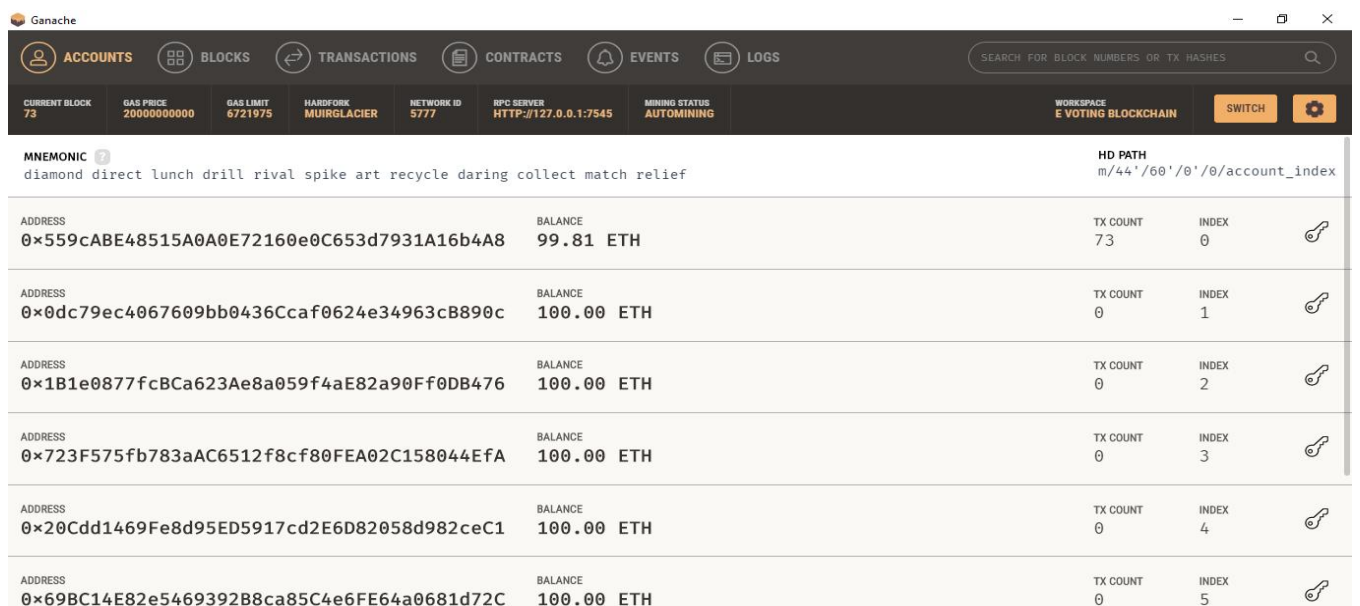 Ganache
ACCOUNTS BLOCKS TRANSACTIONS CONTRACTS EVENTS LOGS SEARCH FOR BLOCK NUMBERS OR TX HASHES
CURRENT BLOCK GAS PRICE GAS LIMIT HARDFORK NETWORK ID RPC SERVER MINING STATUS WORKSPACE
73 20000000000 6721975 MUIRGLACIER 5777 HTTP://127.0.0.1:7545 AUTOMINING E VOTING BLOCKCHAIN SWITCH
MNEMONIC ? HD PATH
diamond direct lunch drill rival spike art recycle daring collect match relief m/44'/60'/0'/0/account_index
ADDRESS BALANCE TX COUNT INDEX
0×559cABE48515A0A0E72160e0C653d7931A16b4A8 99.81 ETH 73 0
ADDRESS BALANCE TX COUNT INDEX
0×0dc79ec4067609bb0436Ccaf0624e34963cB890c 100.00 ETH 0 1
ADDRESS BALANCE TX COUNT INDEX
0×1B1e0877fcBCa623Ae8a059f4aE82a90Ff0DB476 100.00 ETH 0 2
ADDRESS BALANCE TX COUNT INDEX
0×723F575fb783aAC6512f8cf80FEA02C158044EfA 100.00 ETH 0 3
ADDRESS BALANCE TX COUNT INDEX
0×20Cdd1469Fe8d95ED5917cd2E6D82058d982ceC1 100.00 ETH 0 4
ADDRESS BALANCE TX COUNT INDEX
0×69BC14E82e5469392B8ca85C4e6FE64a0681d72C 100.00 ETH 0 5